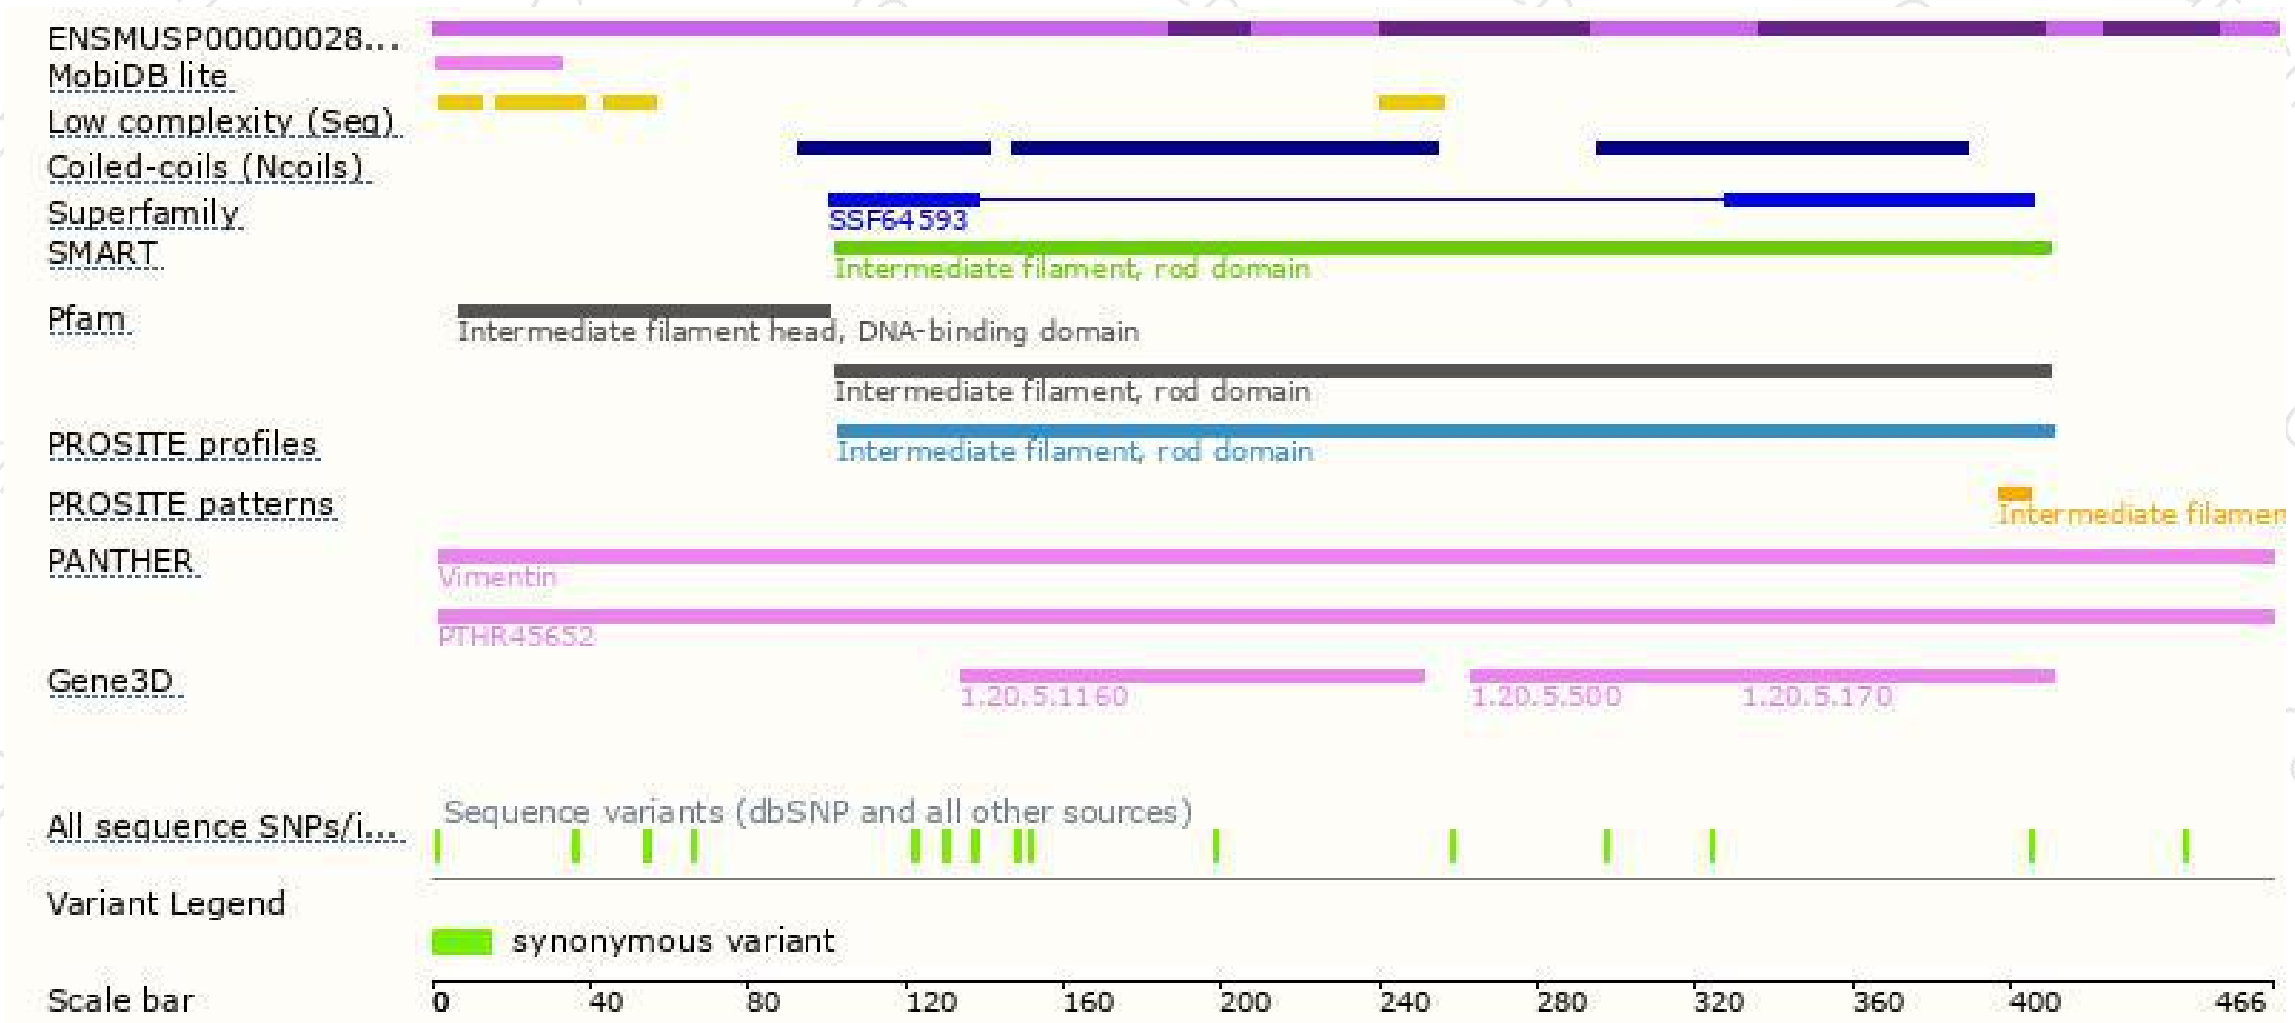 ENSMUSP00000028...
MobiDB lite
Low complexity (Seg)
Coiled-coils (Ncoils)
Superfamily
SSF64593
SMART
Intermediate filament, rod domain
Pfam
Intermediate filament head, DNA-binding domain
Intermediate filament, rod domain
PROSITE profiles
Intermediate filament, rod domain
PROSITE patterns
Intermediate filamen
PANTHER
Vimentin
PTHR45652
Gene3D
1.20.5.1160 1.20.5.500 1.20.5.170
Sequence variants (dbSNP and all other sources)
All sequence SNPs/i...
Variant Legend
synonymous variant
Scale bar
0 40 80 120 160 200 240 280 320 360 400 466